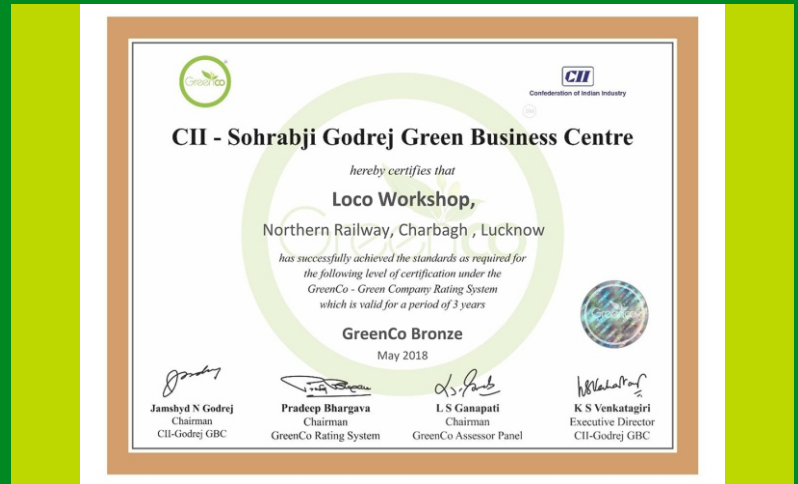 Greenco
CII
Confederation of Indian Industry
CII - Sohrabji Godrej Green Business Centre
hereby certifies that
Loco Workshop,
Northern Railway, Charbagh , Lucknow
has successfully achieved the standards as required for
the following level of certification under the
GreenCo - Green Company Rating System
which is valid for a period of 3 years
GreenCo
GreenCo Bronze
May 2018
GreenCo
Jamshyd N Godrej
Chairman
CII-Godrej GBC
Pradeep Bhargava
Chairman
GreenCo Rating System
L S Ganapati
Chairman
GreenCo Assessor Panel
K S Venkatagiri
Executive Director
CII-Godrej GBC